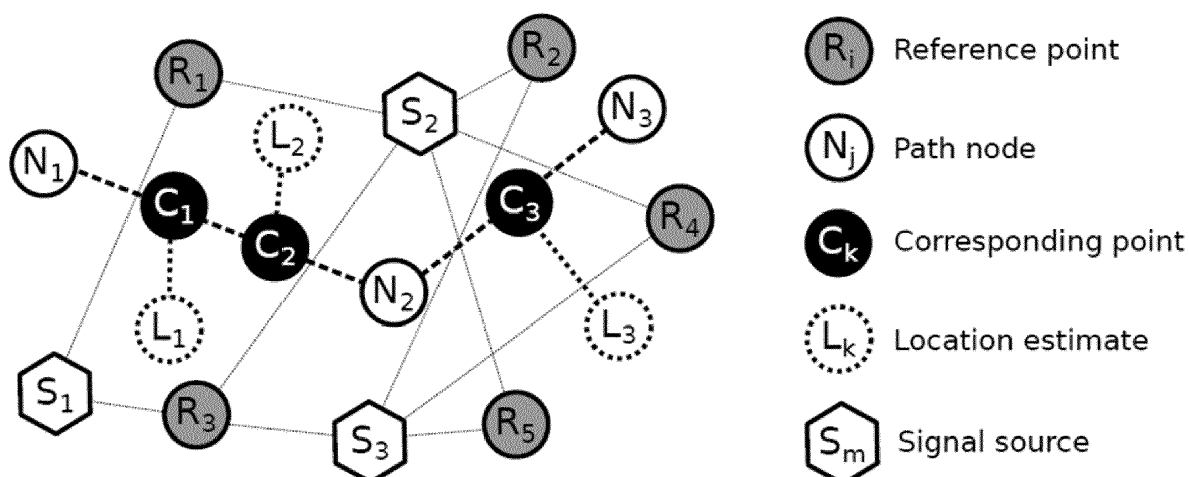 R1
R2
S2
N3
L2
N1
C1
C3
R4
C2
N2
L1
L3
S1
R3
S3
R5
Ri Reference point
Nj Path node
Ck Corresponding point
Lk Location estimate
Sm Signal source